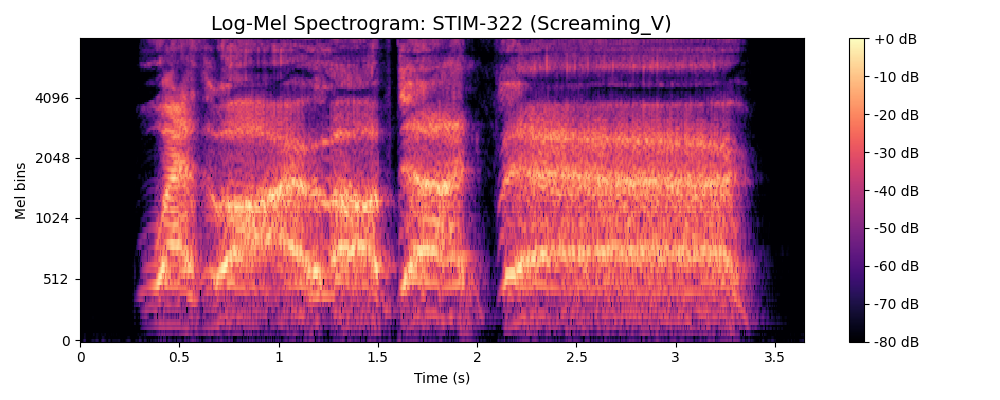 Log-Mel Spectrogram: STIM-322 (Screaming_V)
Mel bins
4096
2048
1024
512
0
0 0.5 1 1.5 2 2.5 3 3.5
Time (s)
+0 dB
-10 dB
-20 dB
-30 dB
-40 dB
-50 dB
-60 dB
-70 dB
-80 dB